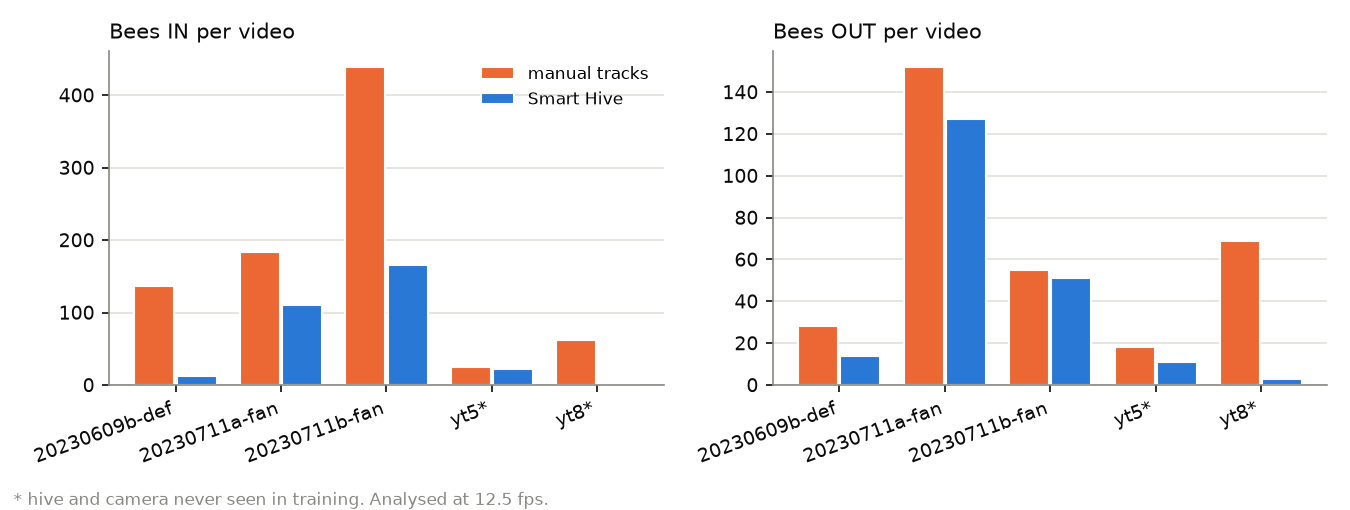 Bees IN per video
manual tracks
Smart Hive
400
300
200
100
0
20230609b-def
20230711a-fan
20230711b-fan
yt5*
yt8*
Bees OUT per video
140
120
100
80
60
40
20
0
20230609b-def
20230711a-fan
20230711b-fan
yt5*
yt8*
* hive and camera never seen in training. Analysed at 12.5 fps.